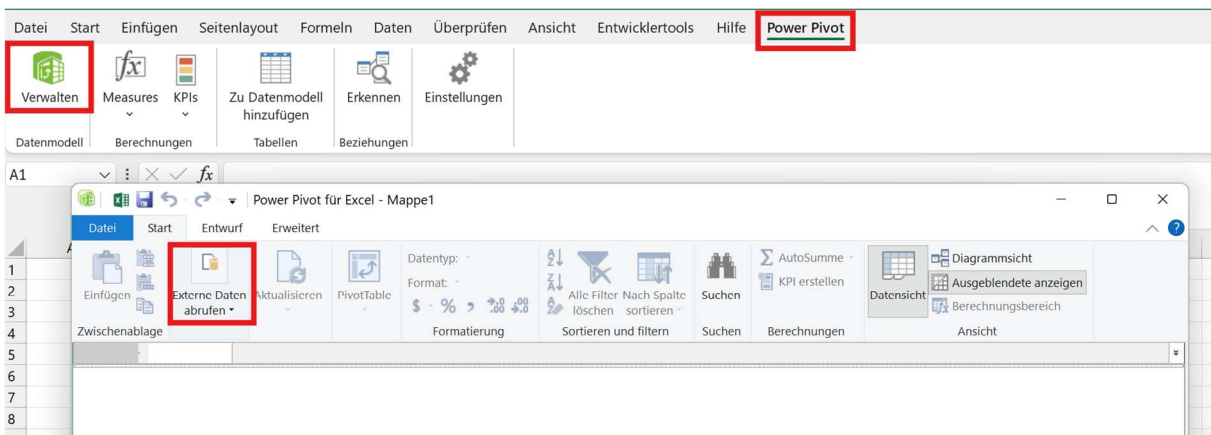 Datei Start Einfügen Seitenlayout Formeln Daten Überprüfen Ansicht Entwicklertools Hilfe Power Pivot
Verwalten Measures KPIs Zu Datenmodell hinzufügen Erkennen Einstellungen
Datenmodell Berechnungen Tabellen Beziehungen
A1 fx
Power Pivot für Excel - Mappe1
Datei Start Entwurf Erweitert
A
Einfügen Externe Daten abrufen Aktualisieren PivotTable
Datentyp:
Format:
$ % 
Alle Filter löschen Nach Spalte sortieren
Suchen
AutoSumme
KPI erstellen
Datensicht
Diagrammsicht
Ausgeblendete anzeigen
Berechnungsbereich
Zwischenablage Formatierung Sortieren und filtern Suchen Berechnungen Ansicht
1
2
3
4
5
6
7
8